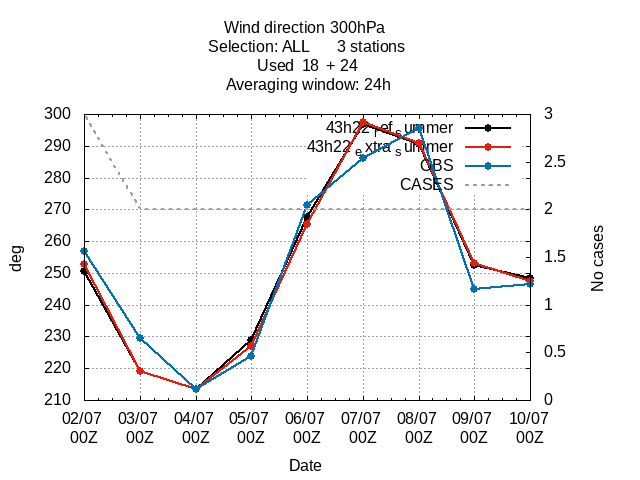 Wind direction 300hPa
Selection: ALL 3 stations
Used 18 + 24
Averaging window: 24h
43h22_ref_summer
43h22_extra_summer
OBS
CASES
300
290
280
270
260
250
240
230
220
210
3
2.5
2
1.5
1
0.5
0
deg
No cases
02/07 03/07 04/07 05/07 06/07 07/07 08/07 09/07 10/07
00Z 00Z 00Z 00Z 00Z 00Z 00Z 00Z 00Z
Date